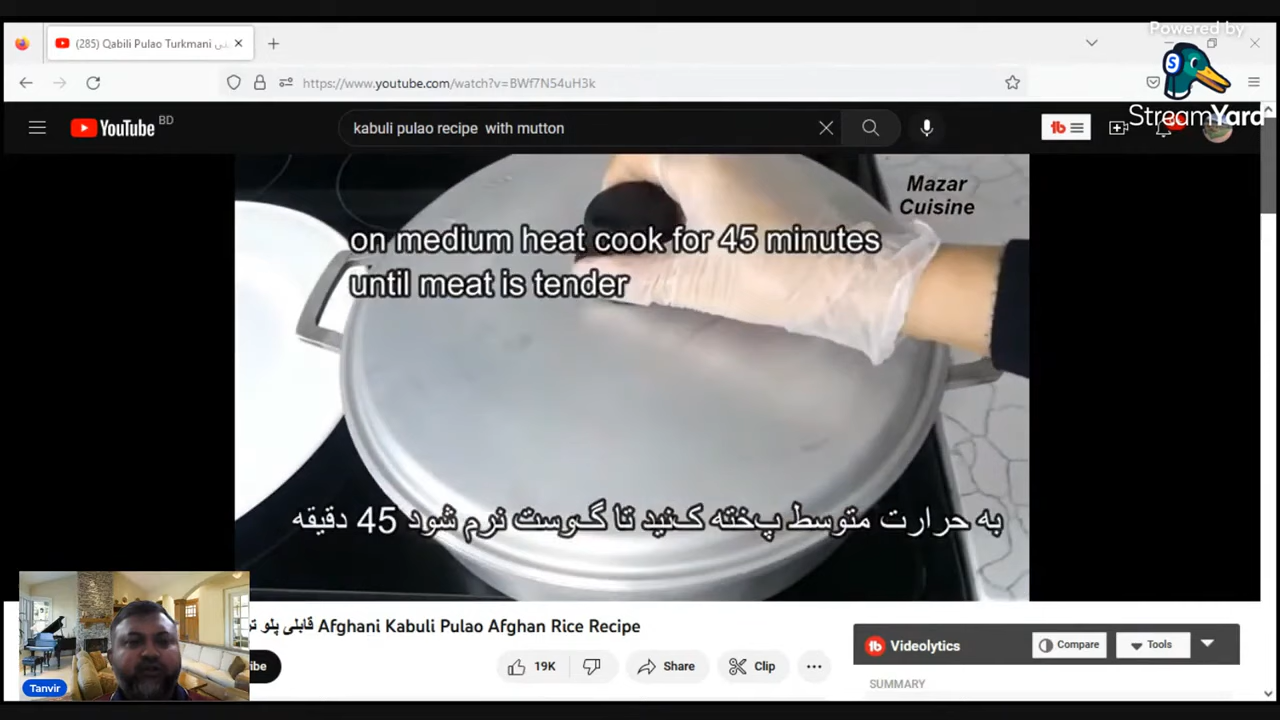 Powered by
StreamYard
(285) Qabili Pulao Turkmani
https://www.youtube.com/watch?v=BWf7N54uH3k
YouTube BD
kabuli pulao recipe with mutton
Mazar
Cuisine
on medium heat cook for 45 minutes
until meat is tender
به حرارت متوسط پخته کنید تا گوست نرم شود 45 دقیقه
قابلی پلو Afghani Kabuli Pulao Afghan Rice Recipe
19K
Share
Clip
Videolytics
Compare
Tools
SUMMARY
Tanvir